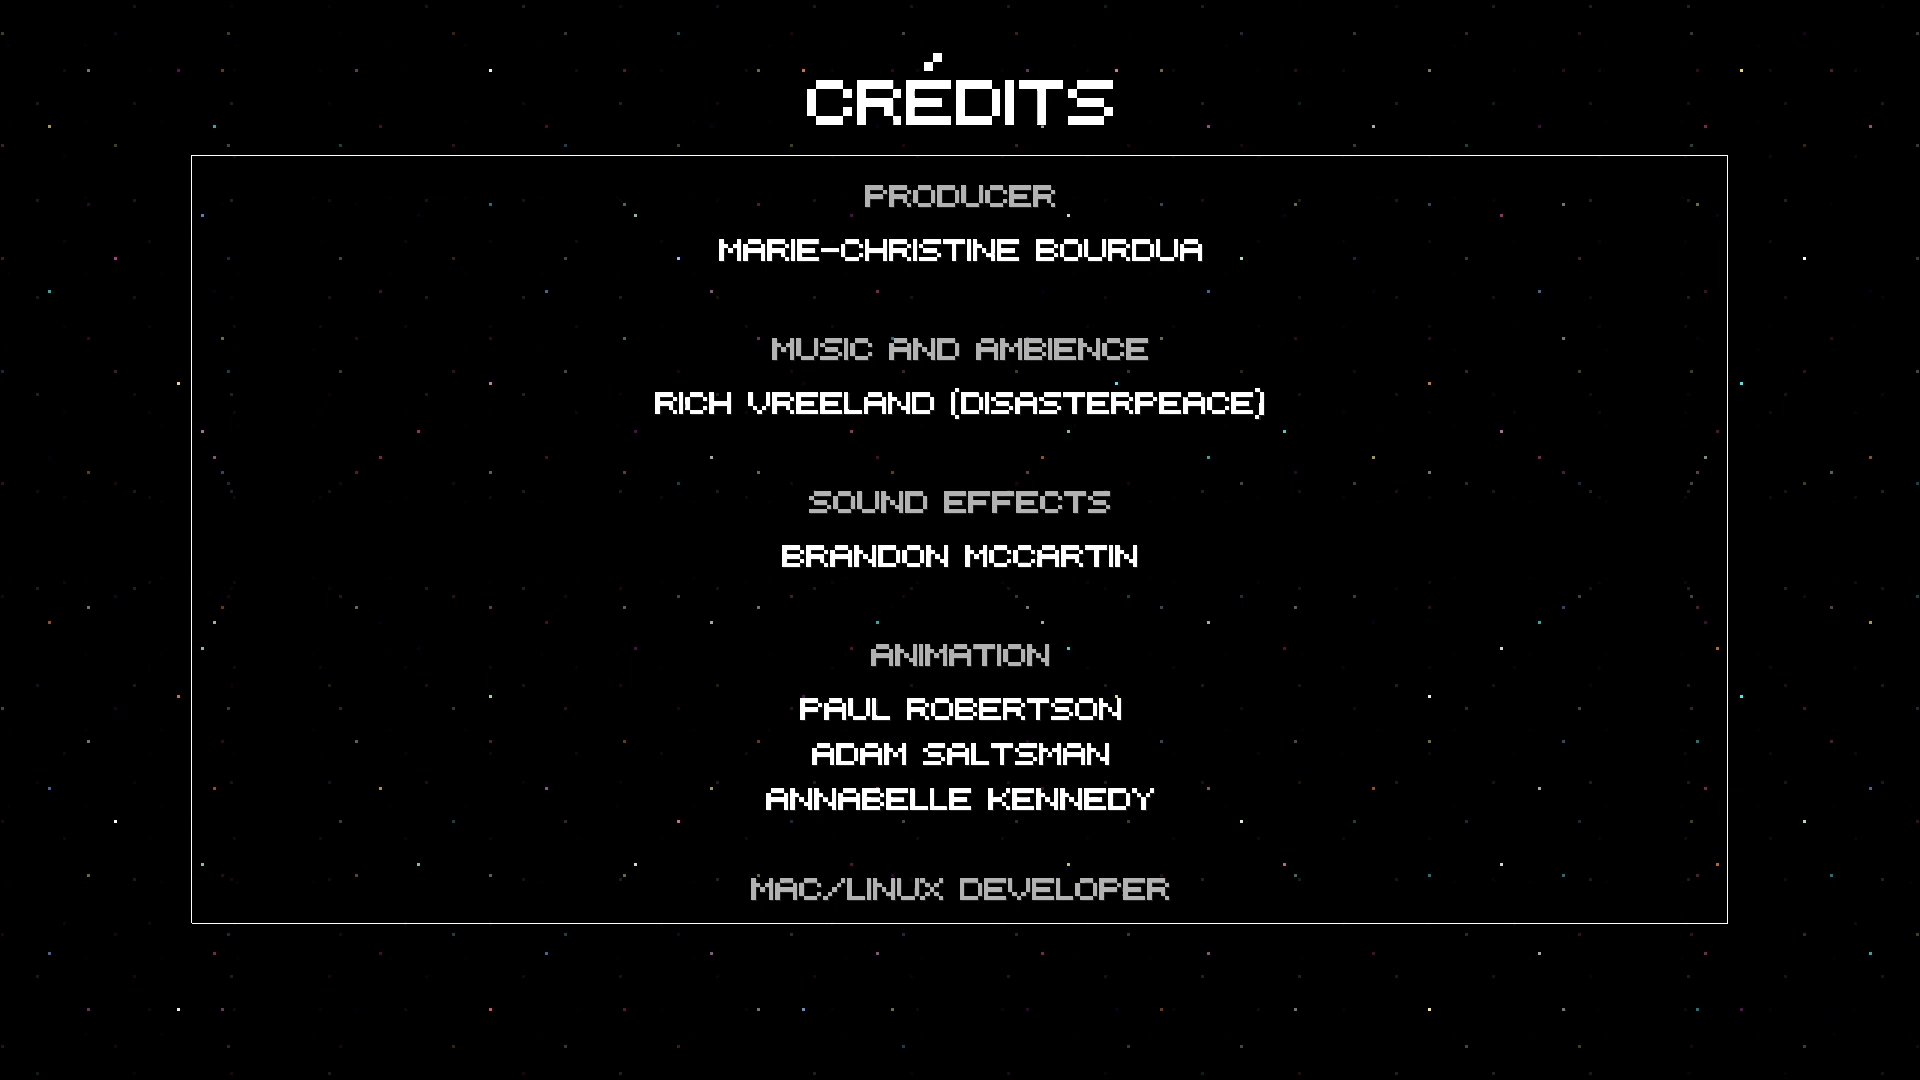 CRÉDITS
PRODUCER
MARIE-CHRISTINE BOURDUA
MUSIC AND AMBIENCE
RICH VREELAND (DISASTERPEACE)
SOUND EFFECTS
BRANDON MCCARTIN
ANIMATION
PAUL ROBERTSON
ADAM SALTSMAN
ANNABELLE KENNEDY
MAC/LINUX DEVELOPER